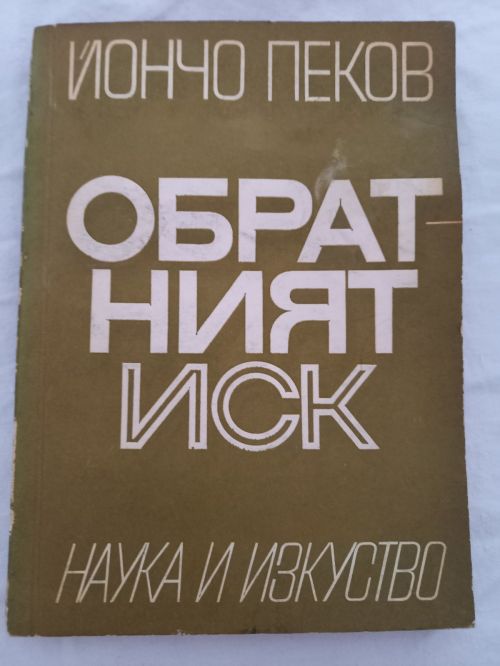 ЙОНЧО ПЕКОВ
ОБРАТ-
НИЯТ
ИСК
НАУКА И ИЗКУСТВО